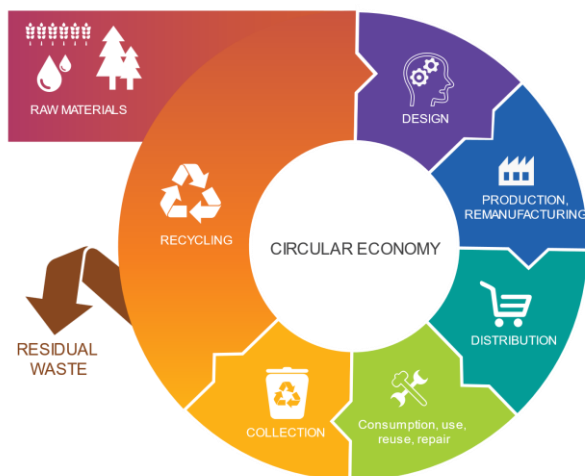 RAW MATERIALS
DESIGN
PRODUCTION,
REMANUFACTURING
RECYCLING
CIRCULAR ECONOMY
DISTRIBUTION
RESIDUAL
WASTE
COLLECTION
Consumption, use,
reuse, repair